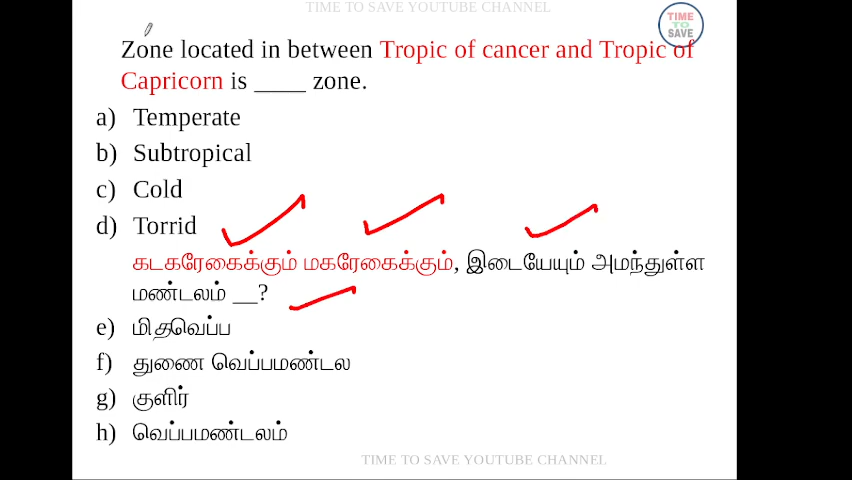 TIME TO SAVE YOUTUBE CHANNEL
TIME
TO
SAVE
Zone located in between Tropic of cancer and Tropic of
Capricorn is ____ zone.
a) Temperate
b) Subtropical
c) Cold
d) Torrid
கடகரேகைக்கும் மகரேகைக்கும், இடையேயும் அமந்துள்ள
மண்டலம் __?
e) மிதவெப்ப
f) துணை வெப்பமண்டல
g) குளிர்
h) வெப்பமண்டலம்
TIME TO SAVE YOUTUBE CHANNEL